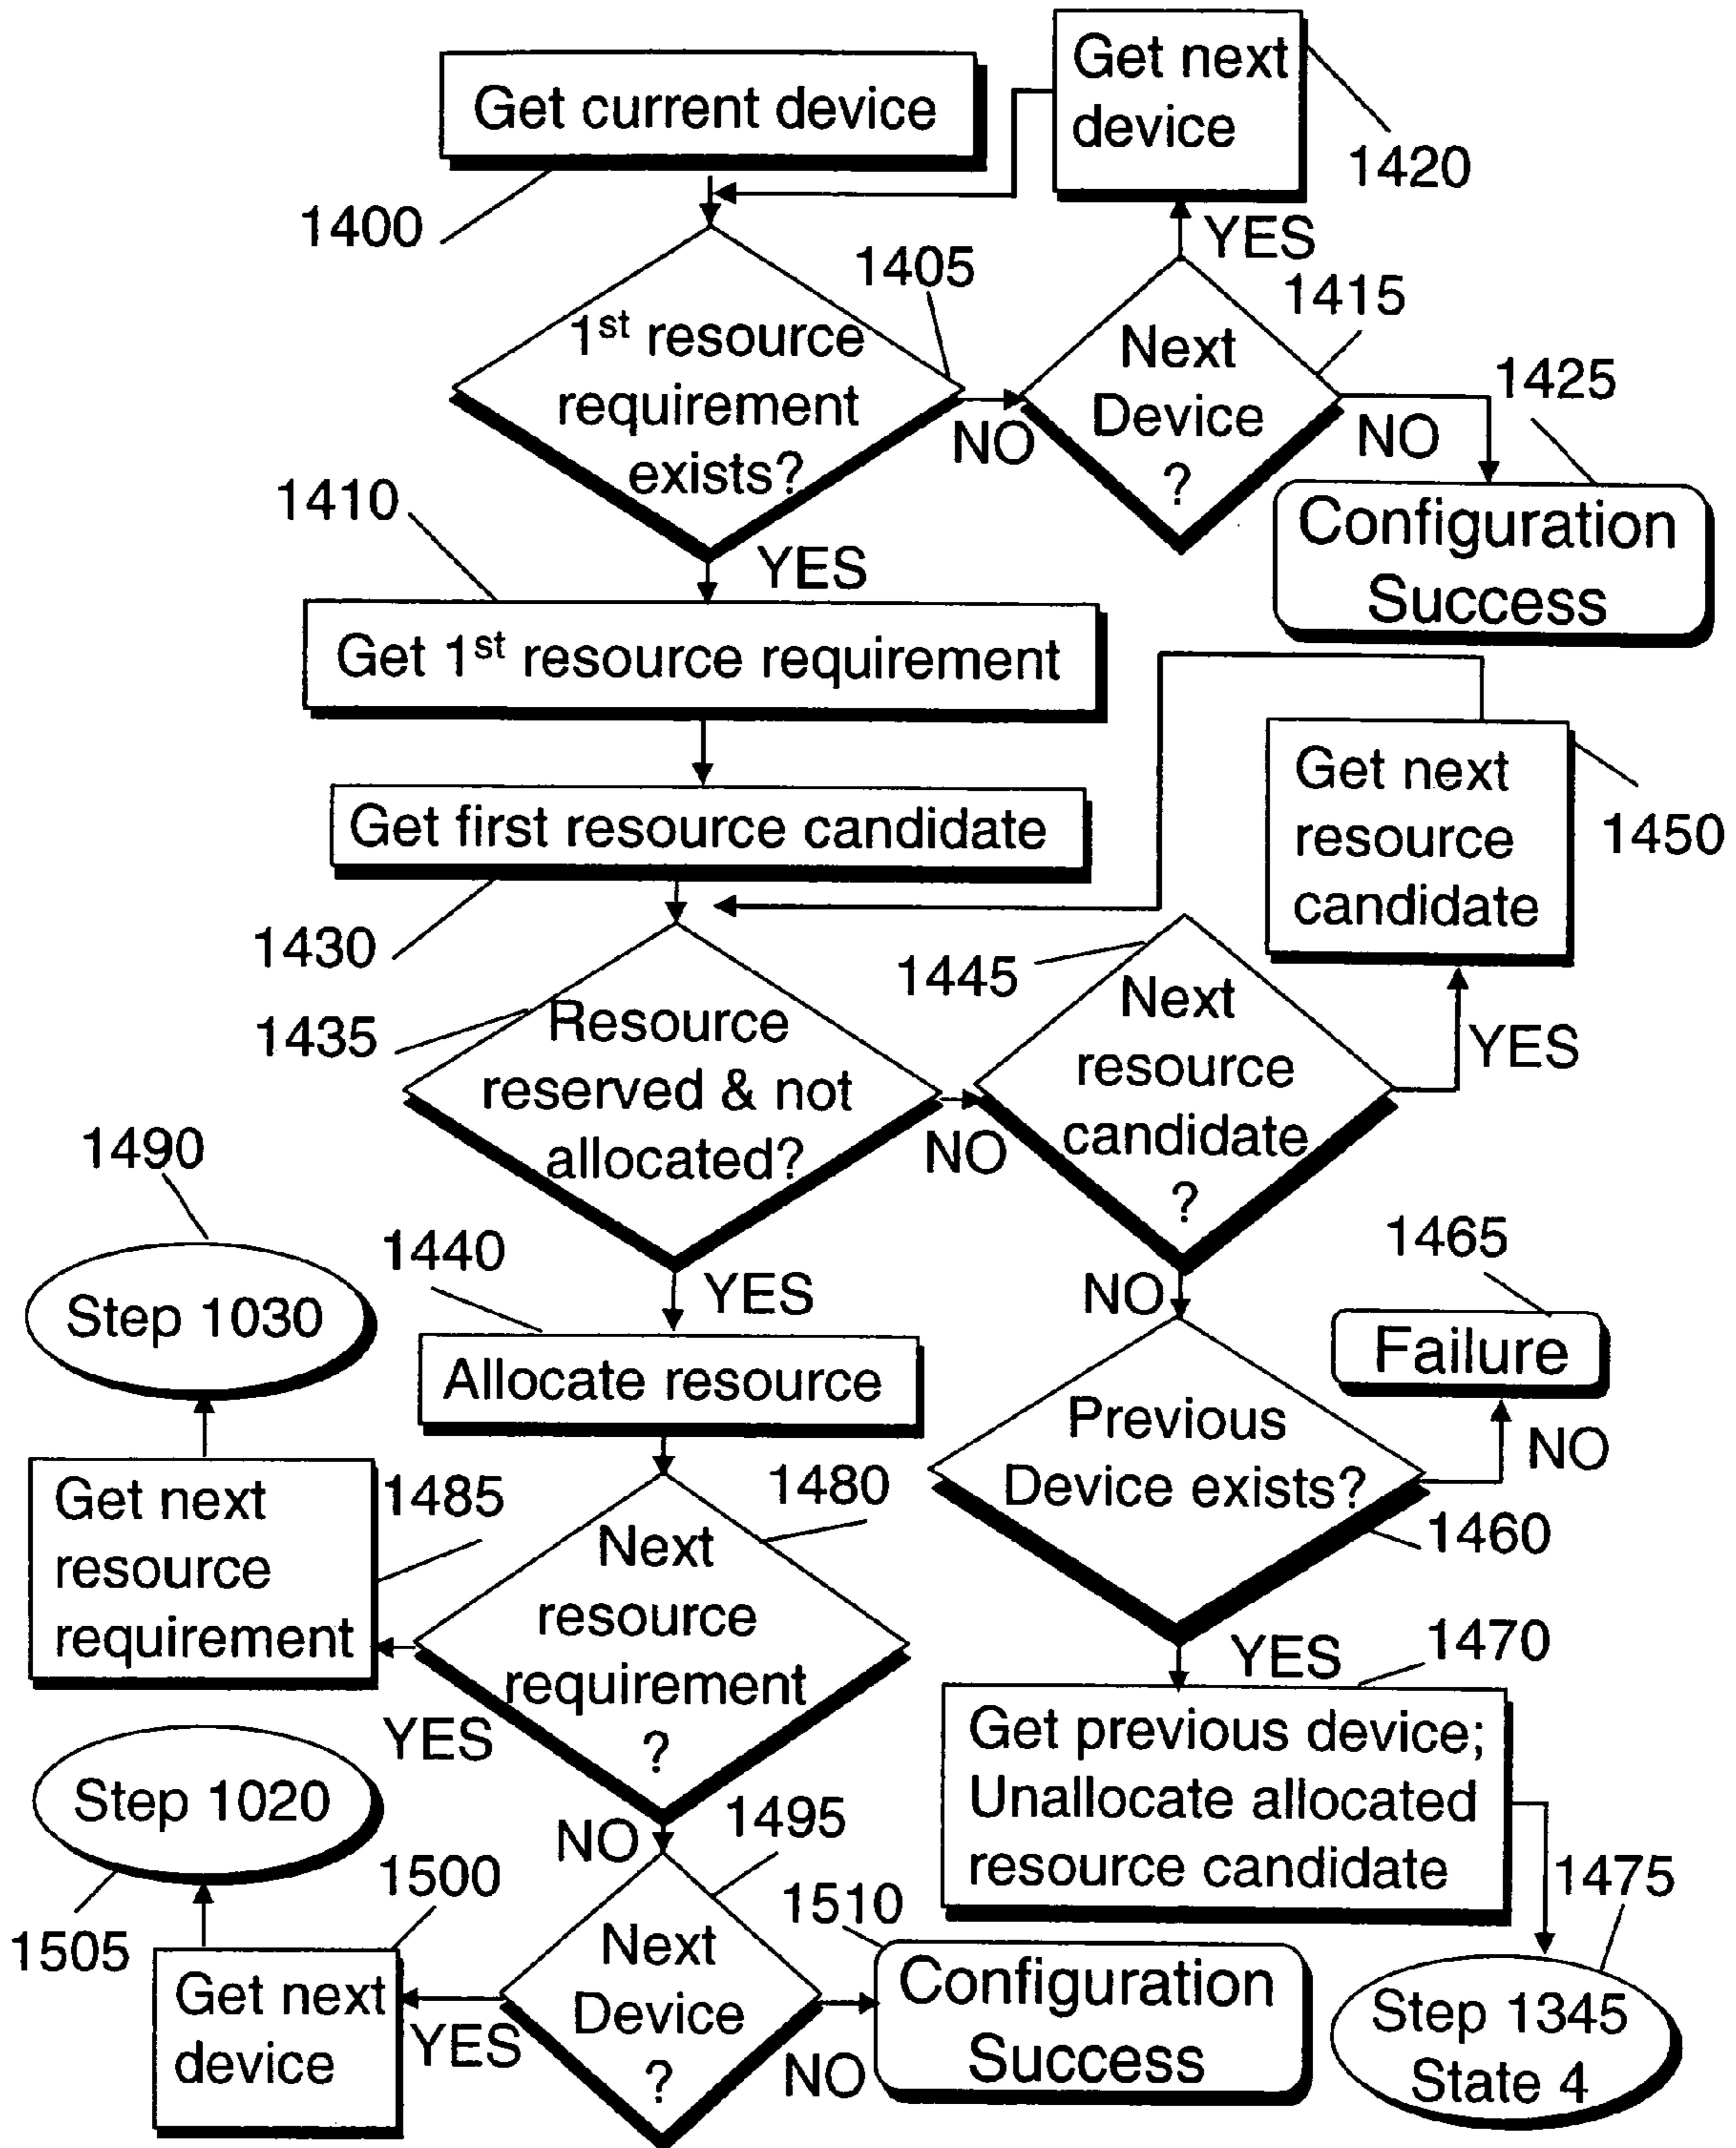 Get current device
1400
Get next
device
1420
YES
1st resource
requirement
exists?
1405
NO
Next
Device
?
1415
NO
1425
Configuration
Success
1410
YES
Get 1st resource requirement
Get first resource candidate
1430
Get next
resource
candidate
1450
1435
Resource
reserved & not
allocated?
NO
1445
Next
resource
candidate
?
YES
1490
Step 1030
1440
YES
Allocate resource
NO
1465
Failure
Previous
Device exists?
NO
1460
Get next
resource
requirement
1485
1480
Next
resource
requirement
?
YES
YES
1470
Get previous device;
Unallocate allocated
resource candidate
Step 1020
1505
NO
1495
1500
Get next
device
YES
Next
Device
?
NO
1510
Configuration
Success
1475
Step 1345
State 4